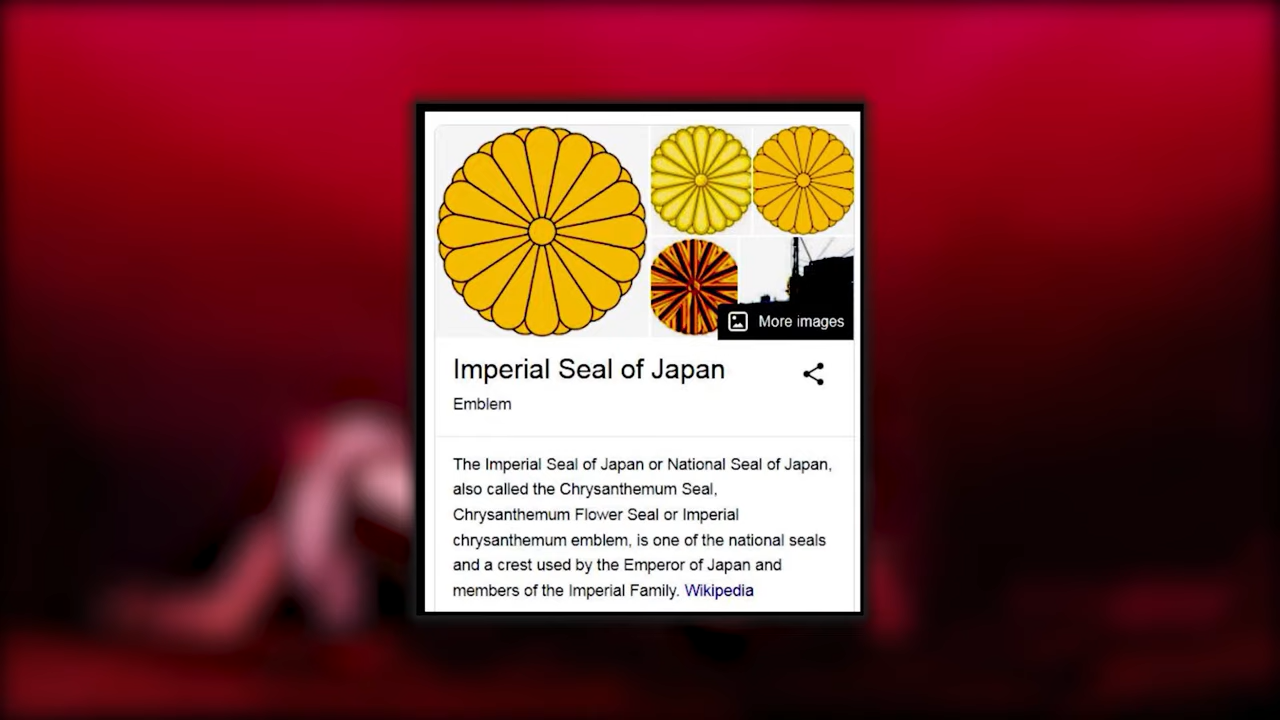 More images
Imperial Seal of Japan
Emblem
The Imperial Seal of Japan or National Seal of Japan,
also called the Chrysanthemum Seal,
Chrysanthemum Flower Seal or Imperial
chrysanthemum emblem, is one of the national seals
and a crest used by the Emperor of Japan and
members of the Imperial Family. Wikipedia